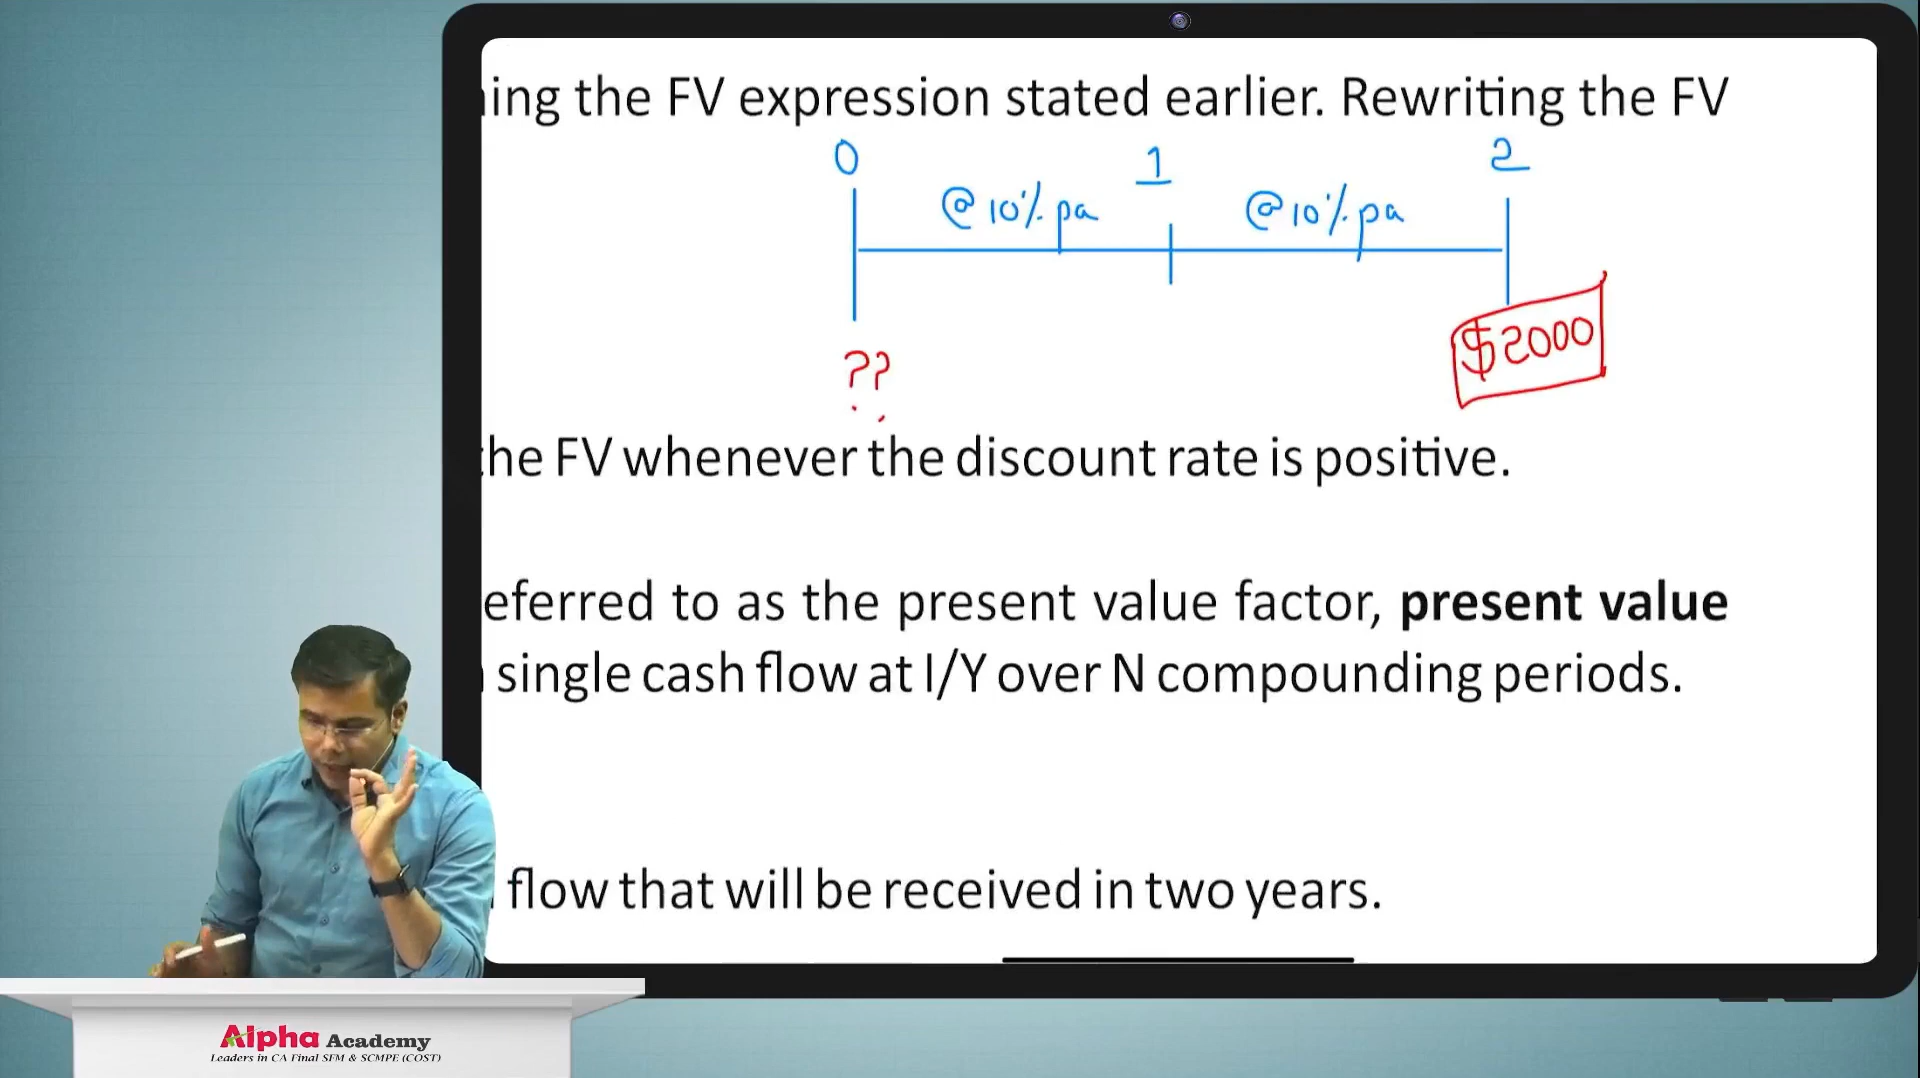 ing the FV expression stated earlier. Rewriting the FV
0 1 2
@ 10% pa @ 10% pa
$2000
??
the FV whenever the discount rate is positive.
eferred to as the present value factor, present value
single cash flow at I/Y over N compounding periods.
flow that will be received in two years.
Alpha Academy
Leaders in CA Final SFM & SCMPE (COST)